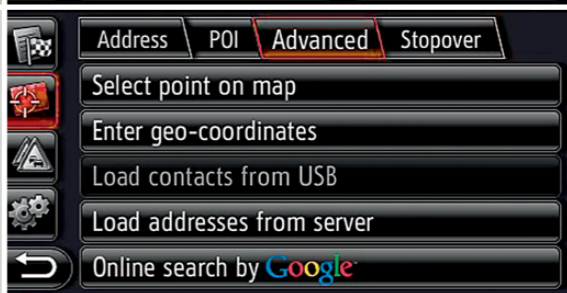 Address POI Advanced Stopover
Select point on map
Enter geo-coordinates
Load contacts from USB
Load addresses from server
Online search by Google